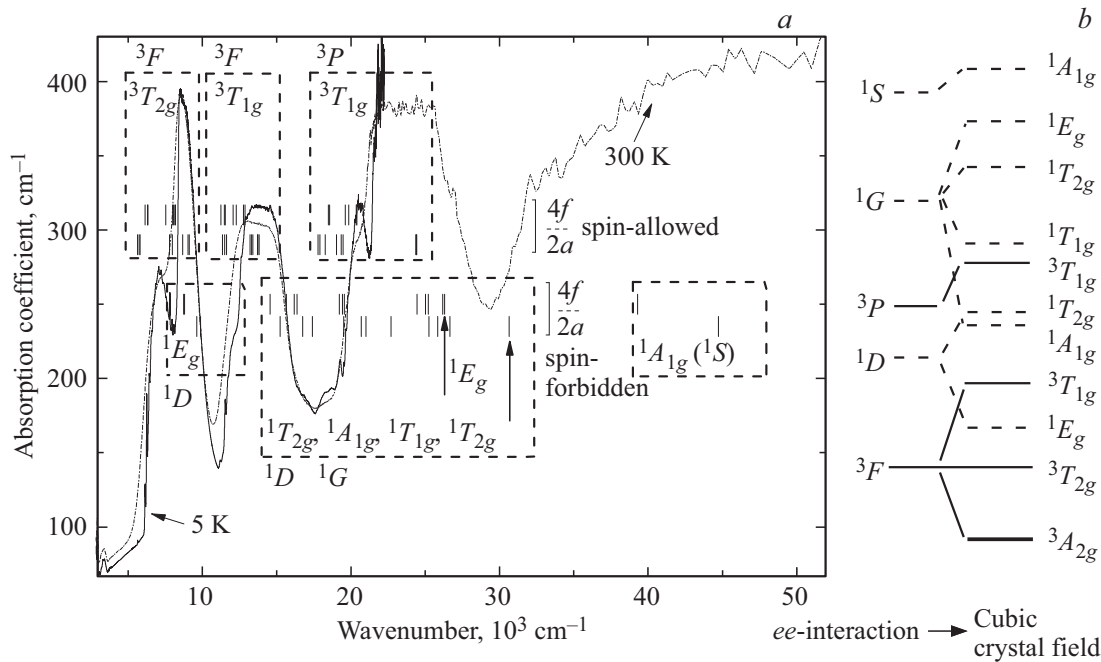 a
b
³F
³F
³P
³T₂g
³T₁g
³T₁g
400
300
200
100
Absorption coefficient, cm⁻¹
300 K
4f
2a
spin-allowed
4f
2a
spin-
forbidden
¹Eg
¹D
¹Eg
¹A₁g (¹S)
¹T₂g, ¹A₁g, ¹T₁g, ¹T₂g
¹D ¹G
5 K
10 20 30 40 50
Wavenumber, 10³ cm⁻¹
¹S
¹G
³P
¹D
³F
¹A₁g
¹Eg
¹T₂g
¹T₁g
³T₁g
¹T₂g
¹A₁g
³T₁g
¹Eg
³T₂g
³A₂g
ee-interaction
Cubic
crystal field